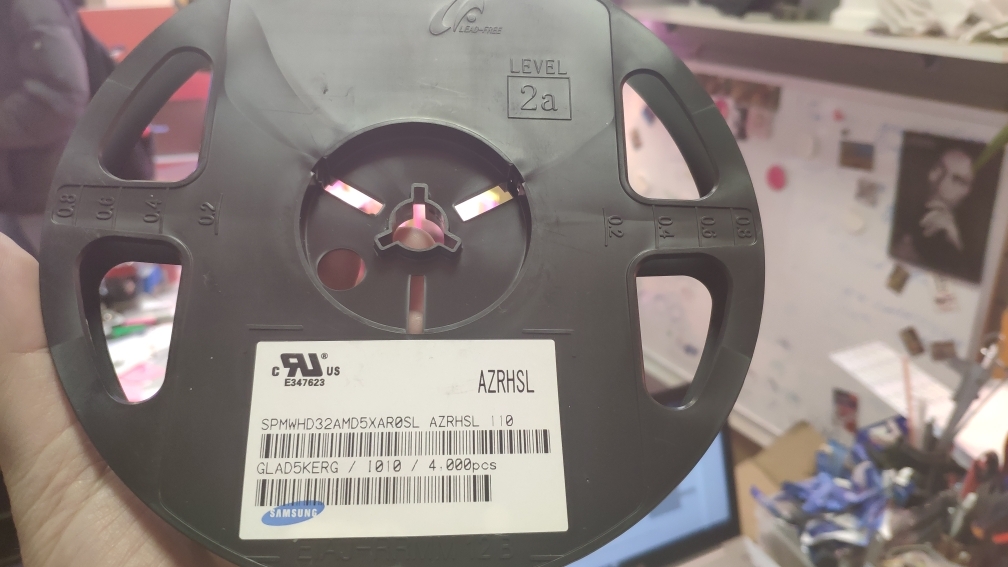 LEAD-FREE
LEVEL
2a
0.8 0.6 0.4 0.2
0.2 0.4 0.6 0.8
c RU ® US
E347623
AZRHSL
SPMWHD32AMD5XAR0SL AZRHSL 110
GLAD5KERG / 1010 / 4,000pcs
SAMSUNG